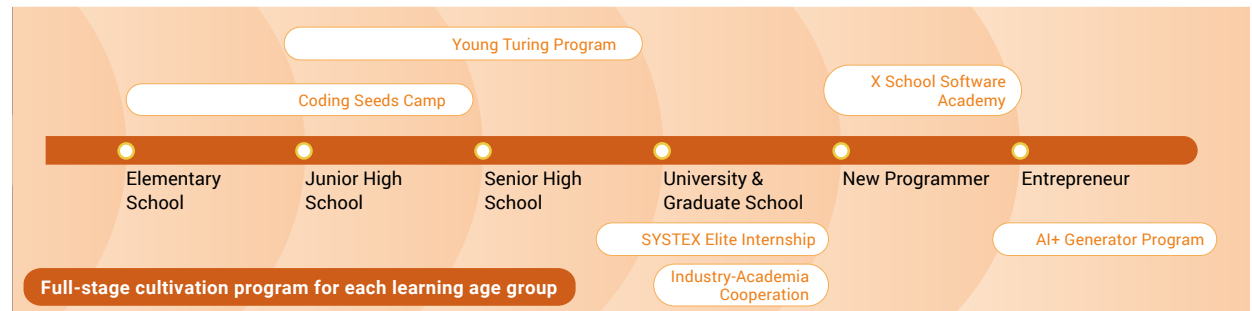 Young Turing Program
X School Software
Academy
Coding Seeds Camp
Elementary
School
Junior High
School
Senior High
School
University &
Graduate School
New Programmer
Entrepreneur
SYSTEX Elite Internship
AI+ Generator Program
Industry-Academia
Cooperation
Full-stage cultivation program for each learning age group